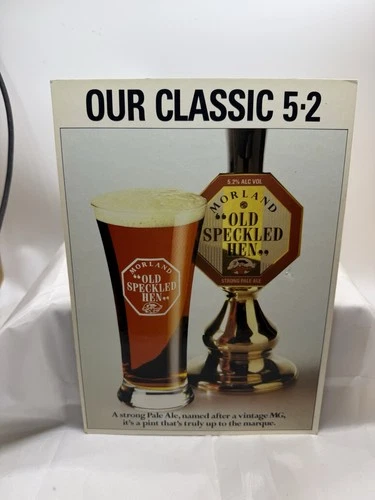 OUR CLASSIC 5·2
5.2% ALC VOL
MORLAND
"OLD
SPECKLED
HEN"
STRONG PALE ALE
MORLAND
"OLD
SPECKLED
HEN"
A strong Pale Ale, named after a vintage MG,
it's a pint that's truly up to the marque.